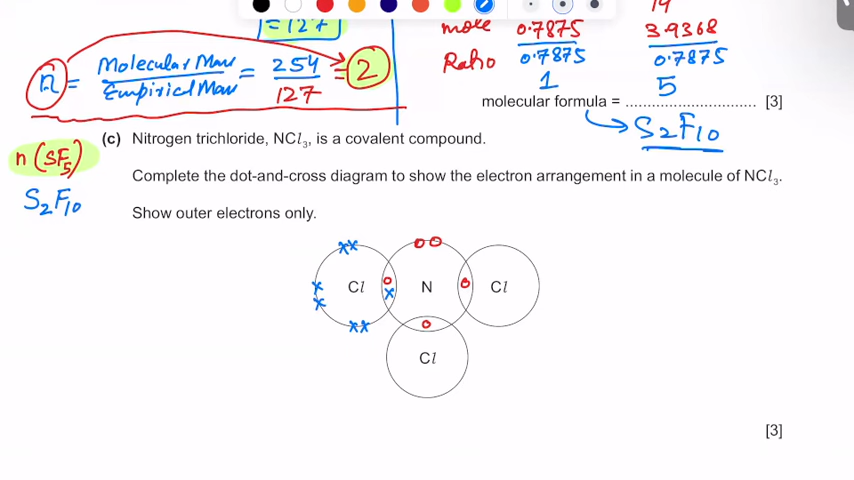 = 127
mole 0.7875 3.9368
Ratio 0.7875 0.7875
1 5
n = Molecular Mass / Empirical Mass = 254 / 127 = 2
molecular formula = .................................. [3]
S₂F₁₀
n (SF₅)
S₂F₁₀
(c) Nitrogen trichloride, NCl₃, is a covalent compound.
Complete the dot-and-cross diagram to show the electron arrangement in a molecule of NCl₃.
Show outer electrons only.
Cl N Cl
Cl
[3]